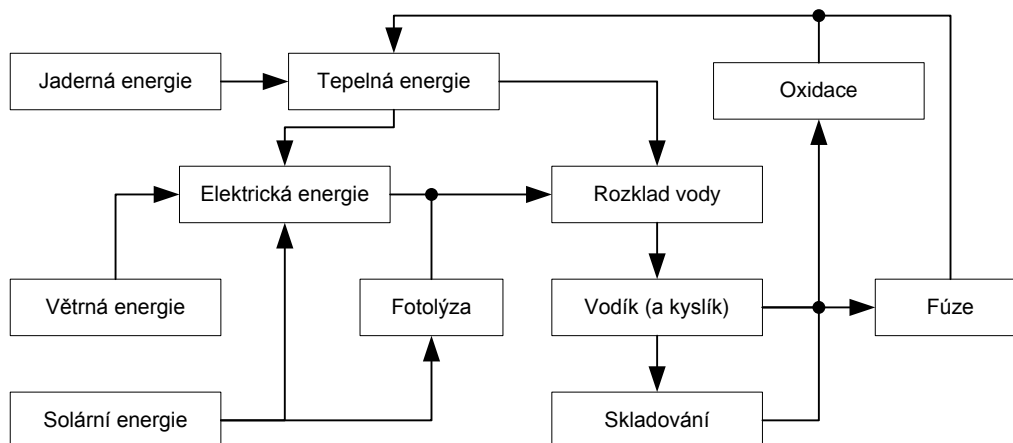 Jaderná energie
Tepelná energie
Oxidace
Elektrická energie
Rozklad vody
Větrná energie
Fotolýza
Vodík (a kyslík)
Fúze
Solární energie
Skladování